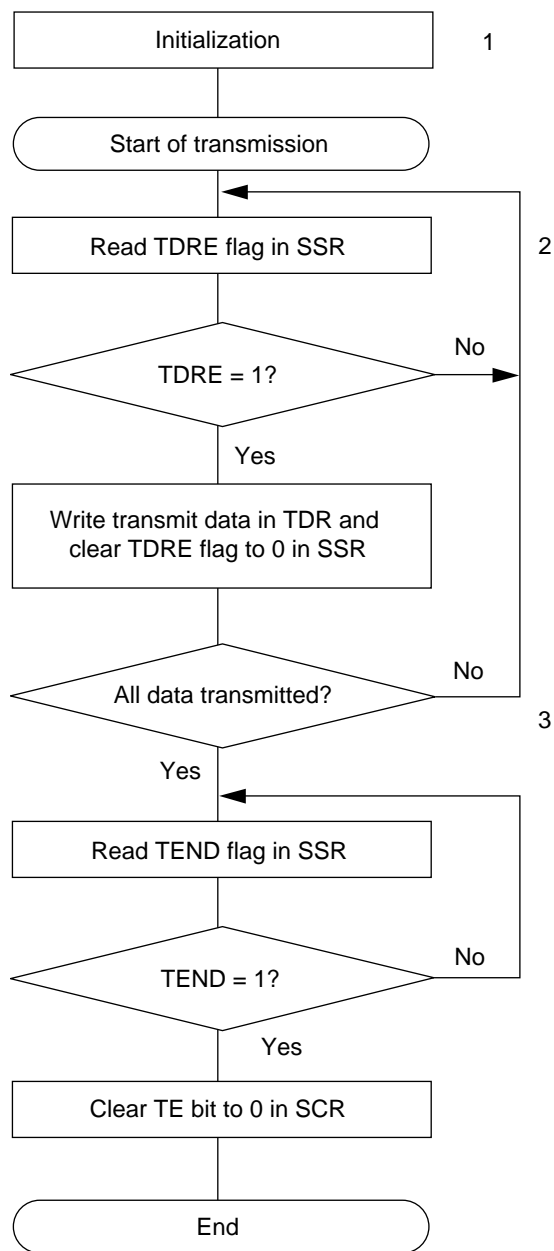 Initialization
1
Start of transmission
Read TDRE flag in SSR
2
No
TDRE = 1?
Yes
Write transmit data in TDR and
clear TDRE flag to 0 in SSR
No
All data transmitted?
3
Yes
Read TEND flag in SSR
No
TEND = 1?
Yes
Clear TE bit to 0 in SCR
End